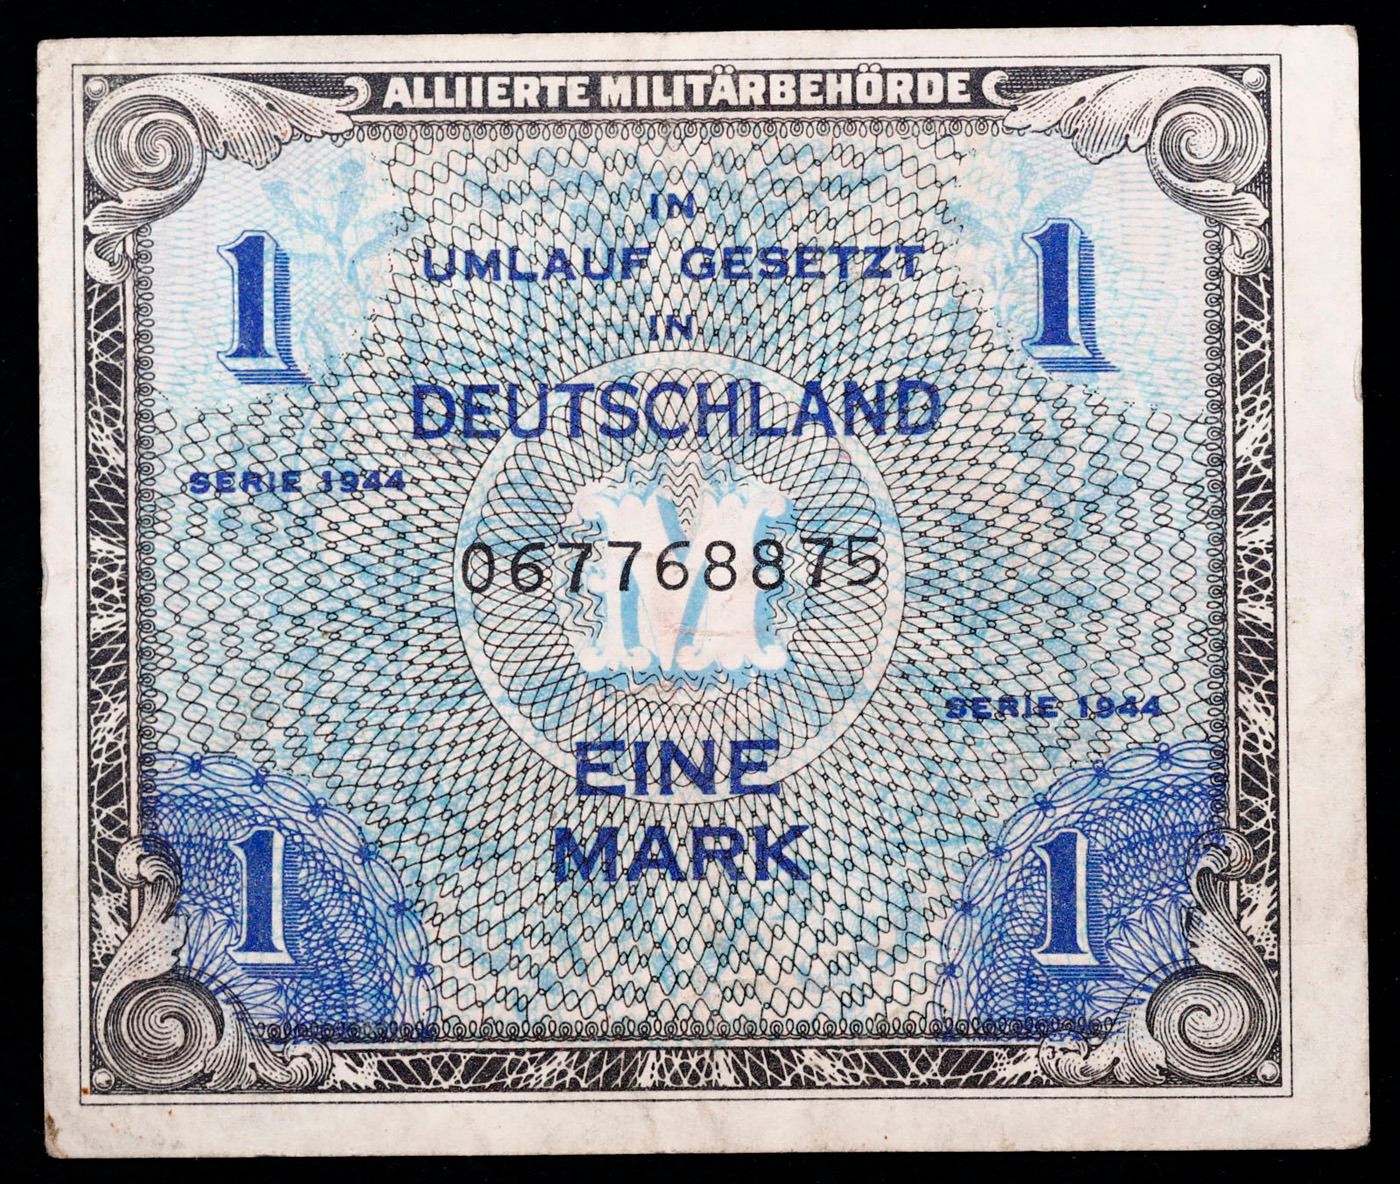 ALLIIERTE MILITÄRBEHÖRDE
IN
1 UMLAUF GESETZT 1
IN
DEUTSCHLAND
SERIE 1944
M
067768875
SERIE 1944
EINE
MARK
1 1